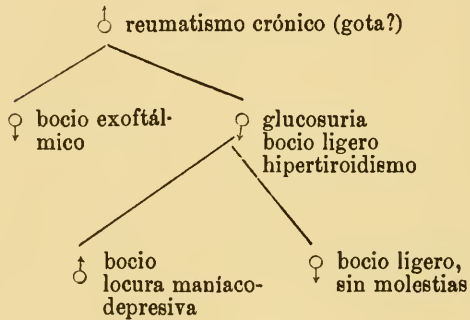 reumatismo crónico (gota?)
bocio exoftál-
mico
glucosuria
bocio ligero
hipertiroidismo
bocio
locura maníaco-
depresiva
bocio ligero,
sin molestias